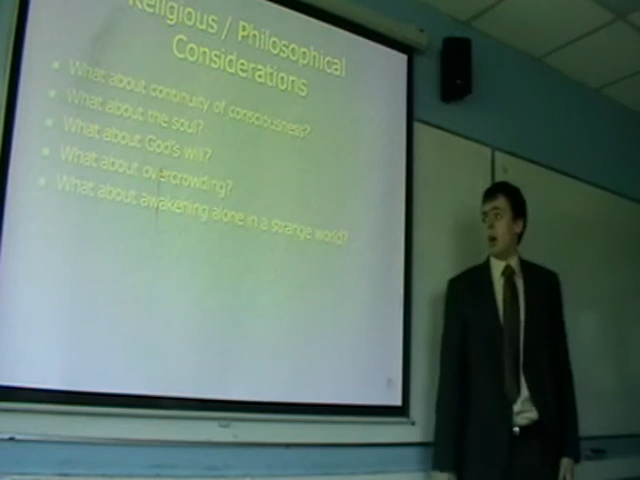 Religious / Philosophical
Considerations
What about continuity of consciousness?
What about the soul?
What about God's will?
What about overcrowding?
What about awakening alone in a strange world?